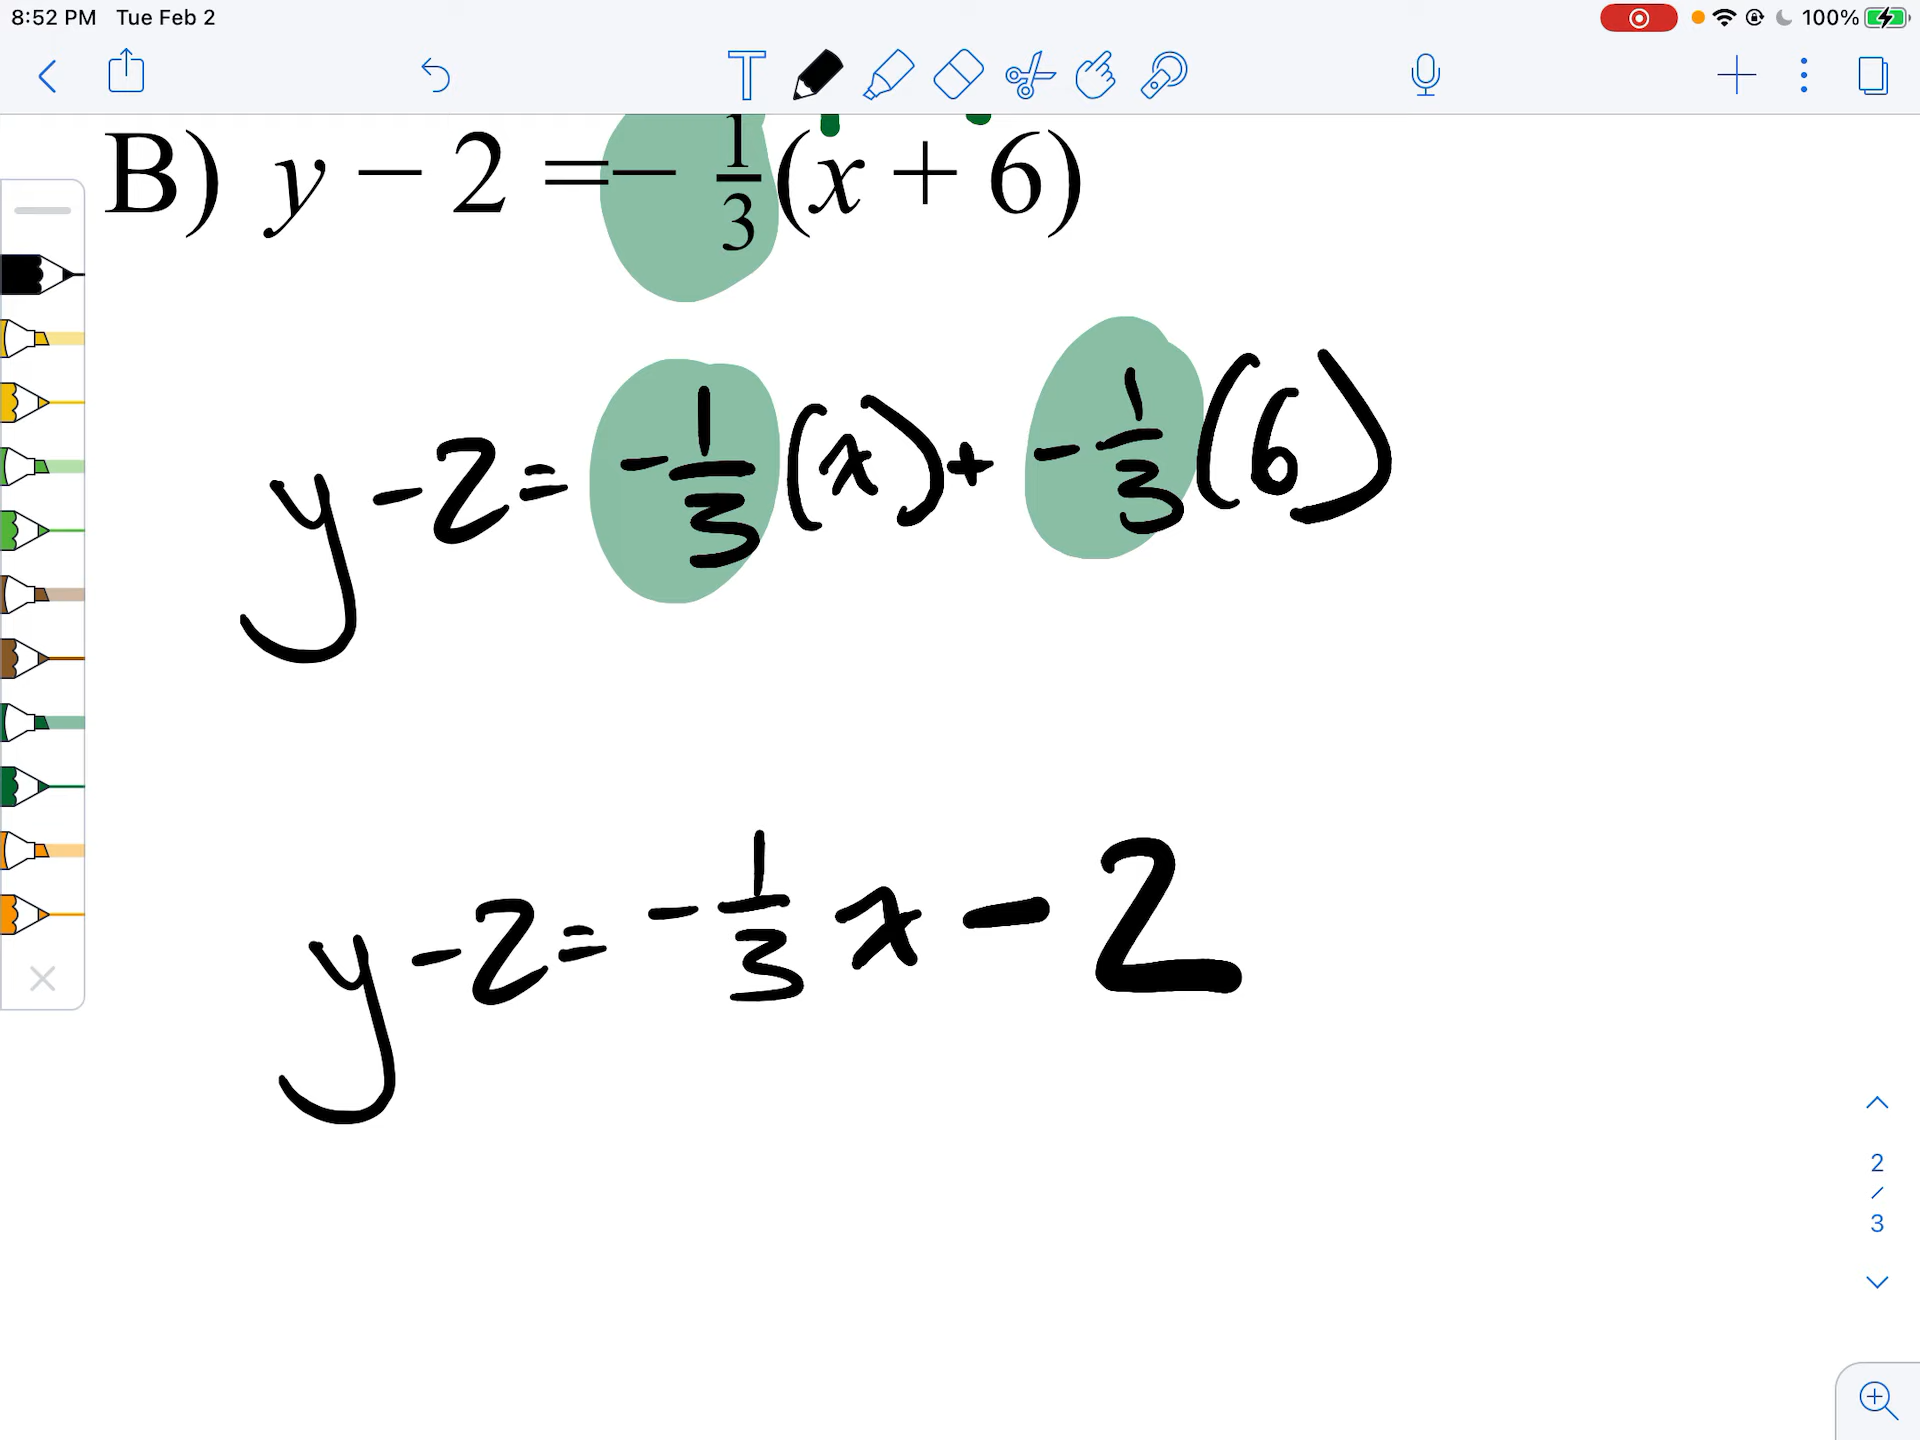 8:52 PM Tue Feb 2 100%
T
B) y − 2 = − 1/3 (x + 6)
y - 2 = - 1/3 (x) + - 1/3 (6)
y - 2 = - 1/3 x - 2
2
/
3